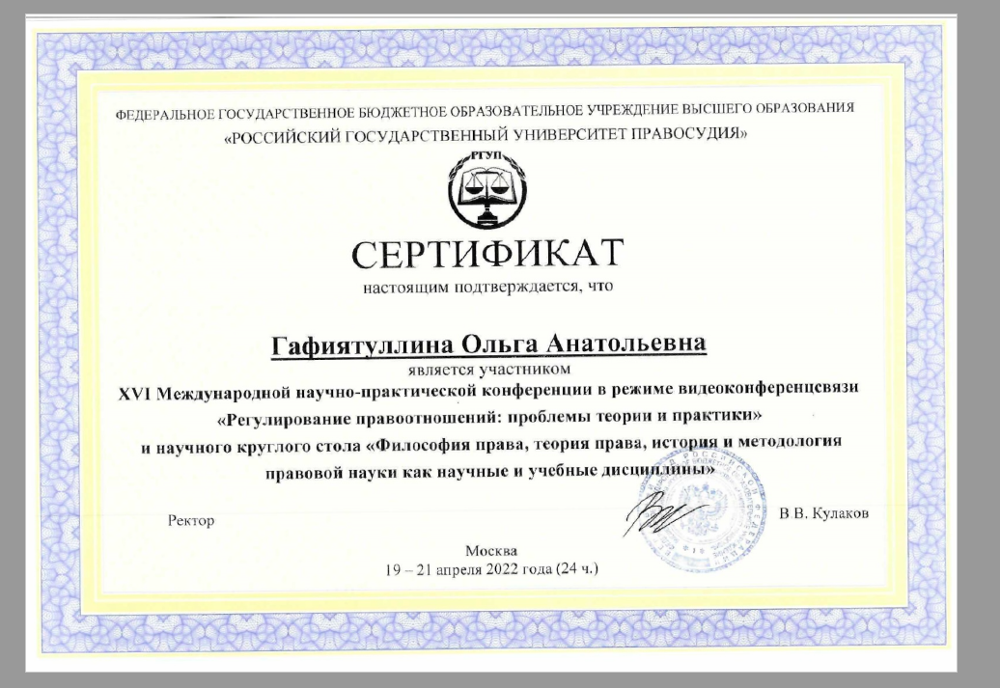 ФЕДЕРАЛЬНОЕ ГОСУДАРСТВЕННОЕ БЮДЖЕТНОЕ ОБРАЗОВАТЕЛЬНОЕ УЧРЕЖДЕНИЕ ВЫСШЕГО ОБРАЗОВАНИЯ
«РОССИЙСКИЙ ГОСУДАРСТВЕННЫЙ УНИВЕРСИТЕТ ПРАВОСУДИЯ»
РГУП
СЕРТИФИКАТ
настоящим подтверждается, что
Гафиятуллина Ольга Анатольевна
является участником
XVI Международной научно-практической конференции в режиме видеоконференцсвязи
«Регулирование правоотношений: проблемы теории и практики»
и научного круглого стола «Философия права, теория права, история и методология
правовой науки как научные и учебные дисциплины»
Ректор
В В. Кулаков
Москва
19 – 21 апреля 2022 года (24 ч.)